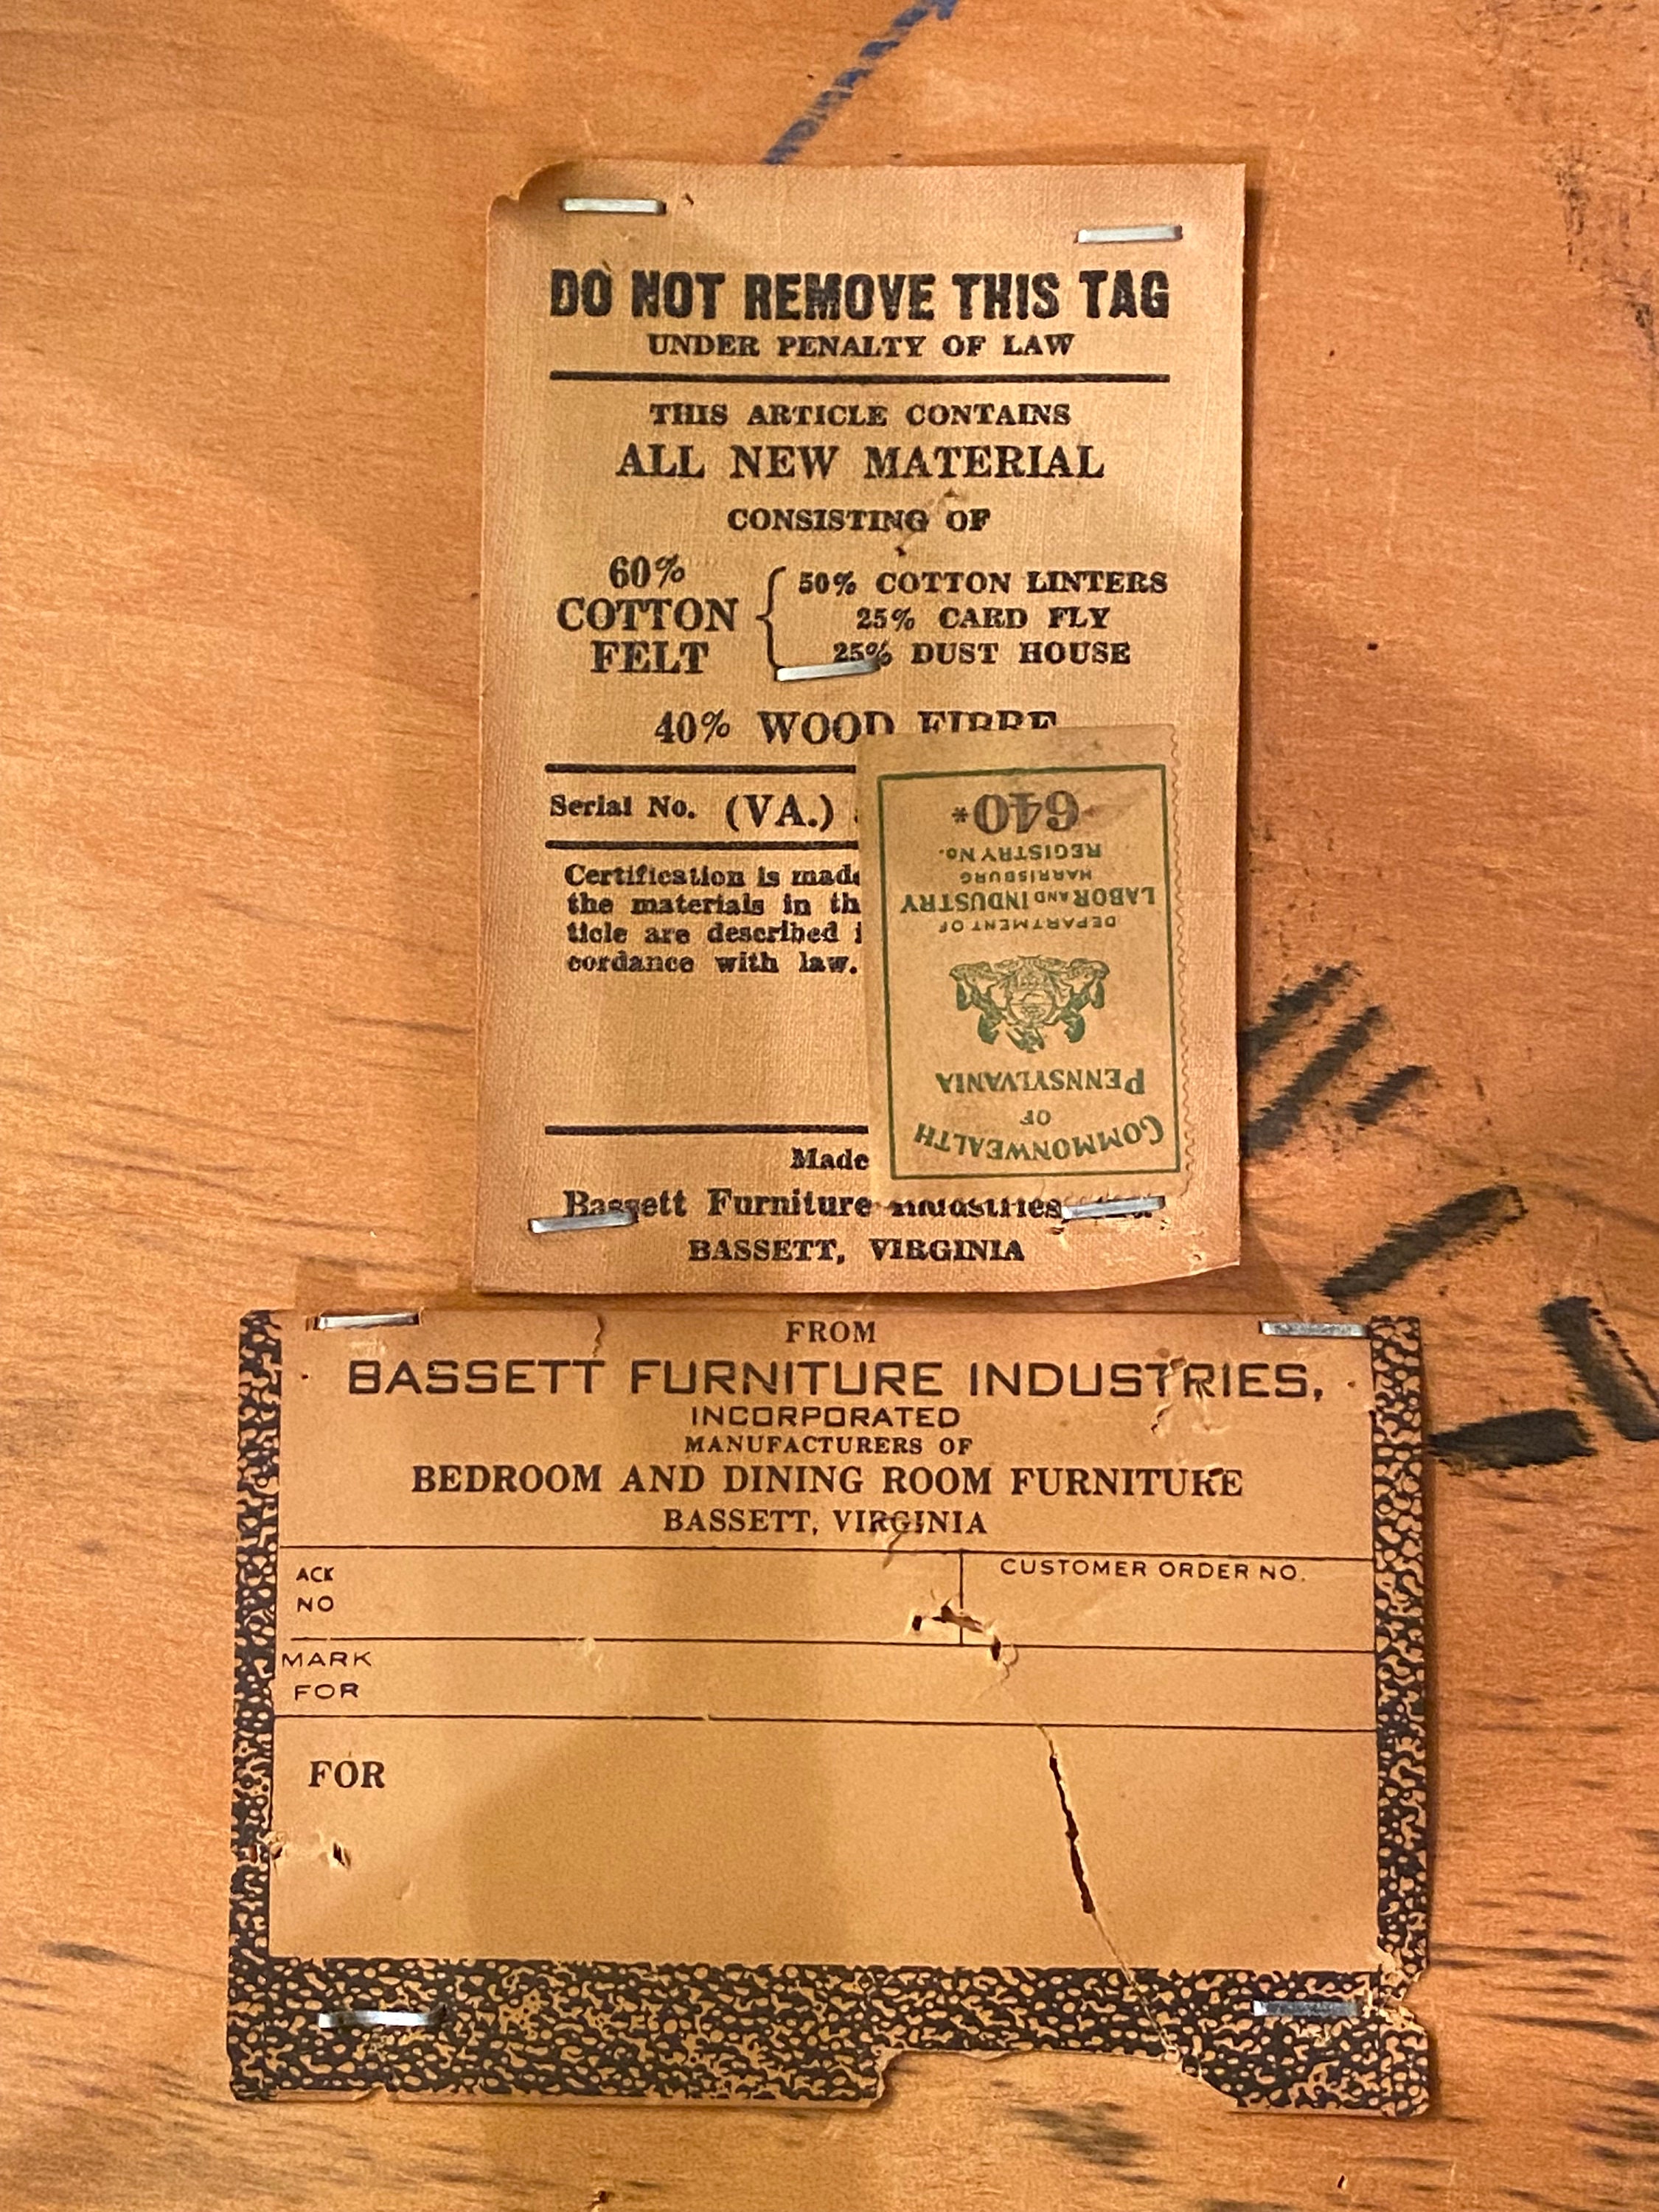 DO NOT REMOVE THIS TAG
UNDER PENALTY OF LAW
THIS ARTICLE CONTAINS
ALL NEW MATERIAL
CONSISTING OF
60%
COTTON
FELT
50% COTTON LINTERS
25% CARD FLY
25% DUST HOUSE
40% WOOD FIBRE
Serial No. (VA.)
Certification is made
the materials in th
ticle are described i
cordance with law.
Made
Bassett Furniture Industries,
BASSETT, VIRGINIA
COMMONWEALTH
OF
PENNSYLVANIA
DEPARTMENT OF
LABOR AND INDUSTRY
HARRISBURG
REGISTRY No.
640*
FROM
BASSETT FURNITURE INDUSTRIES,
INCORPORATED
MANUFACTURERS OF
BEDROOM AND DINING ROOM FURNITURE
BASSETT, VIRGINIA
ACK
NO
CUSTOMER ORDER NO.
MARK
FOR
FOR